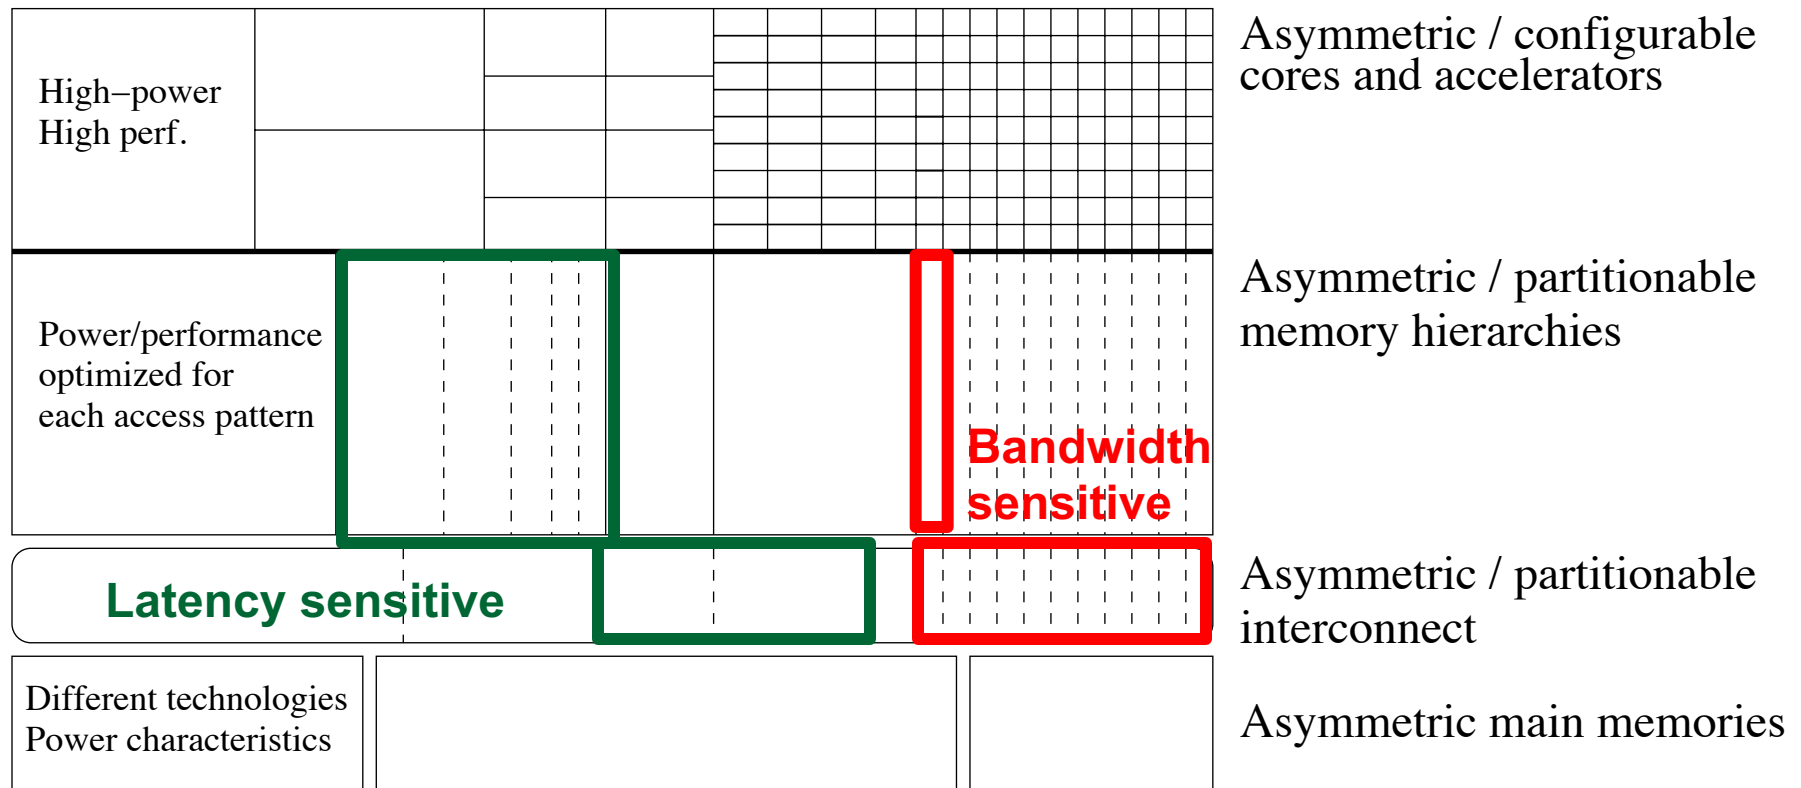 High−power
High perf.
Asymmetric / configurable
cores and accelerators
Power/performance
optimized for
each access pattern
Bandwidth
sensitive
Asymmetric / partitionable
memory hierarchies
Latency sensitive
Asymmetric / partitionable
interconnect
Different technologies
Power characteristics
Asymmetric main memories